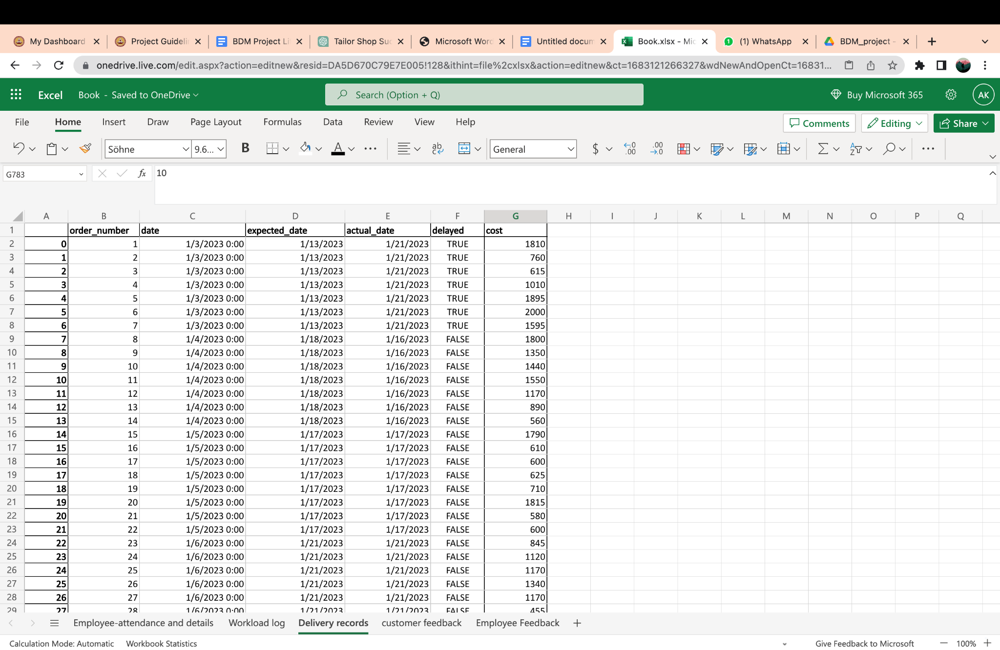 My Dashboard Project Guidelin BDM Project Li Tailor Shop Suc Microsoft Word Untitled docum Book.xlsx - Mic (1) WhatsApp BDM_project -
onedrive.live.com/edit.aspx?action=editnew&resid=DA5D670C79E7E005!128&ithint=file%2cxlsx&action=editnew&ct=1683121266327&wdNewAndOpenCt=16831...
Excel Book - Saved to OneDrive Search (Option + Q) Buy Microsoft 365 AK
File Home Insert Draw Page Layout Formulas Data Review View Help Comments Editing Share
Söhne 9.6... B A ab General $
G783 fx 10
A B C D E F G H I J K L M N O P Q
1 order_number date expected_date actual_date delayed cost
2 0 1 1/3/2023 0:00 1/13/2023 1/21/2023 TRUE 1810
3 1 2 1/3/2023 0:00 1/13/2023 1/21/2023 TRUE 760
4 2 3 1/3/2023 0:00 1/13/2023 1/21/2023 TRUE 615
5 3 4 1/3/2023 0:00 1/13/2023 1/21/2023 TRUE 1010
6 4 5 1/3/2023 0:00 1/13/2023 1/21/2023 TRUE 1895
7 5 6 1/3/2023 0:00 1/13/2023 1/21/2023 TRUE 2000
8 6 7 1/3/2023 0:00 1/13/2023 1/21/2023 TRUE 1595
9 7 8 1/4/2023 0:00 1/18/2023 1/16/2023 FALSE 1800
10 8 9 1/4/2023 0:00 1/18/2023 1/16/2023 FALSE 1350
11 9 10 1/4/2023 0:00 1/18/2023 1/16/2023 FALSE 1440
12 10 11 1/4/2023 0:00 1/18/2023 1/16/2023 FALSE 1550
13 11 12 1/4/2023 0:00 1/18/2023 1/16/2023 FALSE 1170
14 12 13 1/4/2023 0:00 1/18/2023 1/16/2023 FALSE 890
15 13 14 1/4/2023 0:00 1/18/2023 1/16/2023 FALSE 560
16 14 15 1/5/2023 0:00 1/17/2023 1/17/2023 FALSE 1790
17 15 16 1/5/2023 0:00 1/17/2023 1/17/2023 FALSE 610
18 16 17 1/5/2023 0:00 1/17/2023 1/17/2023 FALSE 600
19 17 18 1/5/2023 0:00 1/17/2023 1/17/2023 FALSE 625
20 18 19 1/5/2023 0:00 1/17/2023 1/17/2023 FALSE 710
21 19 20 1/5/2023 0:00 1/17/2023 1/17/2023 FALSE 1815
22 20 21 1/5/2023 0:00 1/17/2023 1/17/2023 FALSE 580
23 21 22 1/5/2023 0:00 1/17/2023 1/17/2023 FALSE 600
24 22 23 1/6/2023 0:00 1/21/2023 1/21/2023 FALSE 845
25 23 24 1/6/2023 0:00 1/21/2023 1/21/2023 FALSE 1120
26 24 25 1/6/2023 0:00 1/21/2023 1/21/2023 FALSE 1170
27 25 26 1/6/2023 0:00 1/21/2023 1/21/2023 FALSE 1340
28 26 27 1/6/2023 0:00 1/21/2023 1/21/2023 FALSE 1170
29 27 28 1/6/2023 0:00 1/21/2023 1/21/2023 FALSE 455
Employee-attendance and details Workload log Delivery records customer feedback Employee Feedback
Calculation Mode: Automatic Workbook Statistics Give Feedback to Microsoft 100%